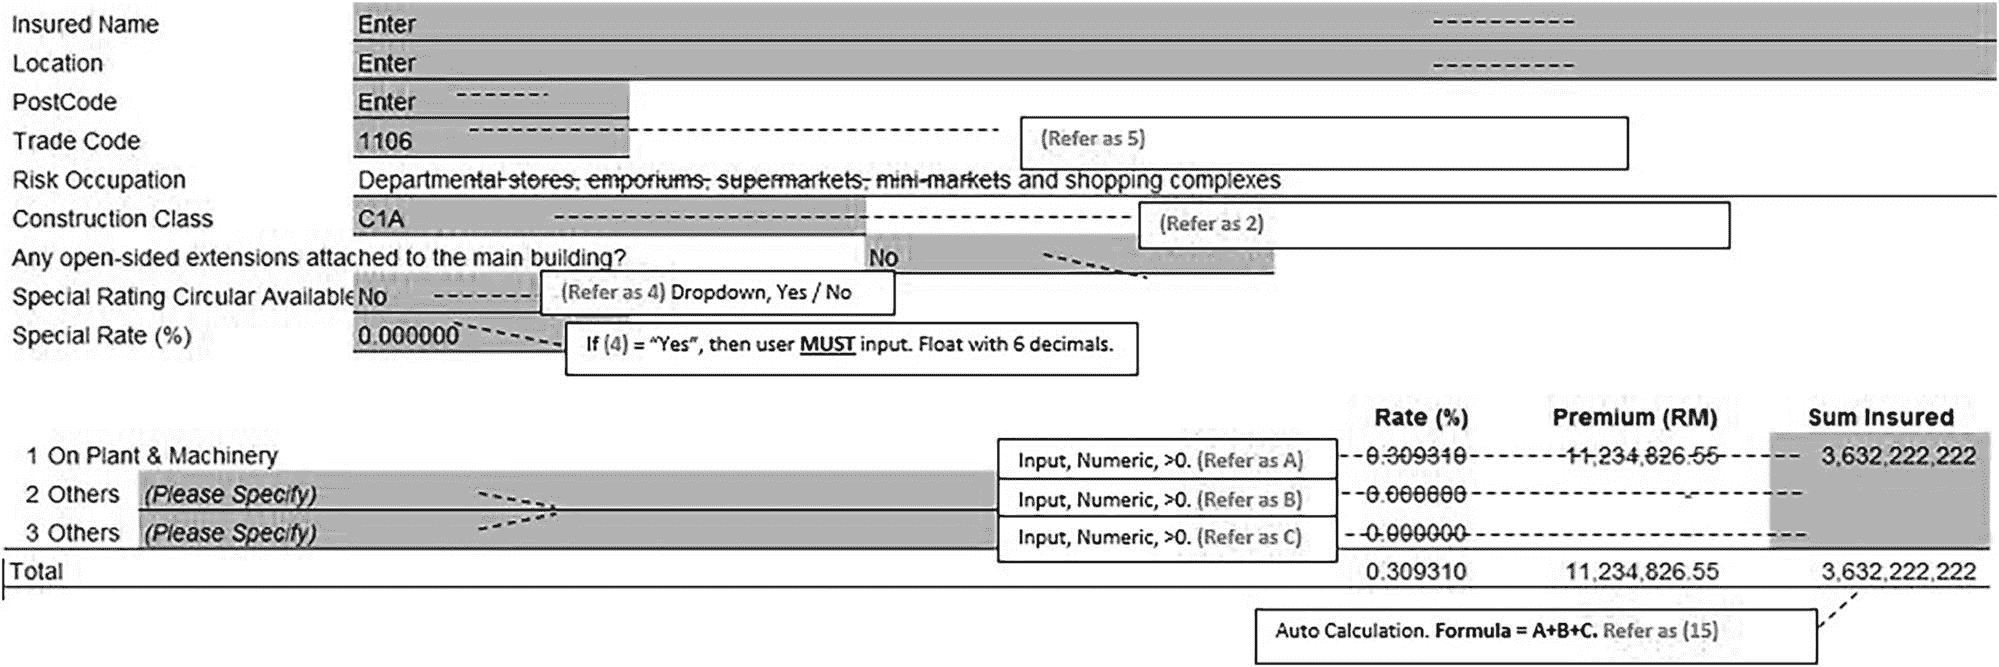 Insured Name Enter
Location Enter
PostCode Enter
Trade Code 1106 (Refer as 5)
Risk Occupation Departmental stores, emporiums, supermarkets, mini-markets and shopping complexes
Construction Class C1A (Refer as 2)
Any open-sided extensions attached to the main building? No
Special Rating Circular Available No (Refer as 4) Dropdown, Yes / No
Special Rate (%) 0.000000 If (4) = “Yes”, then user MUST input. Float with 6 decimals.
Rate (%) Premium (RM) Sum Insured
1 On Plant & Machinery Input, Numeric, >0. (Refer as A) 0.309310 11,234,826.55 3,632,222,222
2 Others (Please Specify) Input, Numeric, >0. (Refer as B) 0.000000 -
3 Others (Please Specify) Input, Numeric, >0. (Refer as C) 0.000000
Total 0.309310 11,234,826.55 3,632,222,222
Auto Calculation. Formula = A+B+C. Refer as (15)